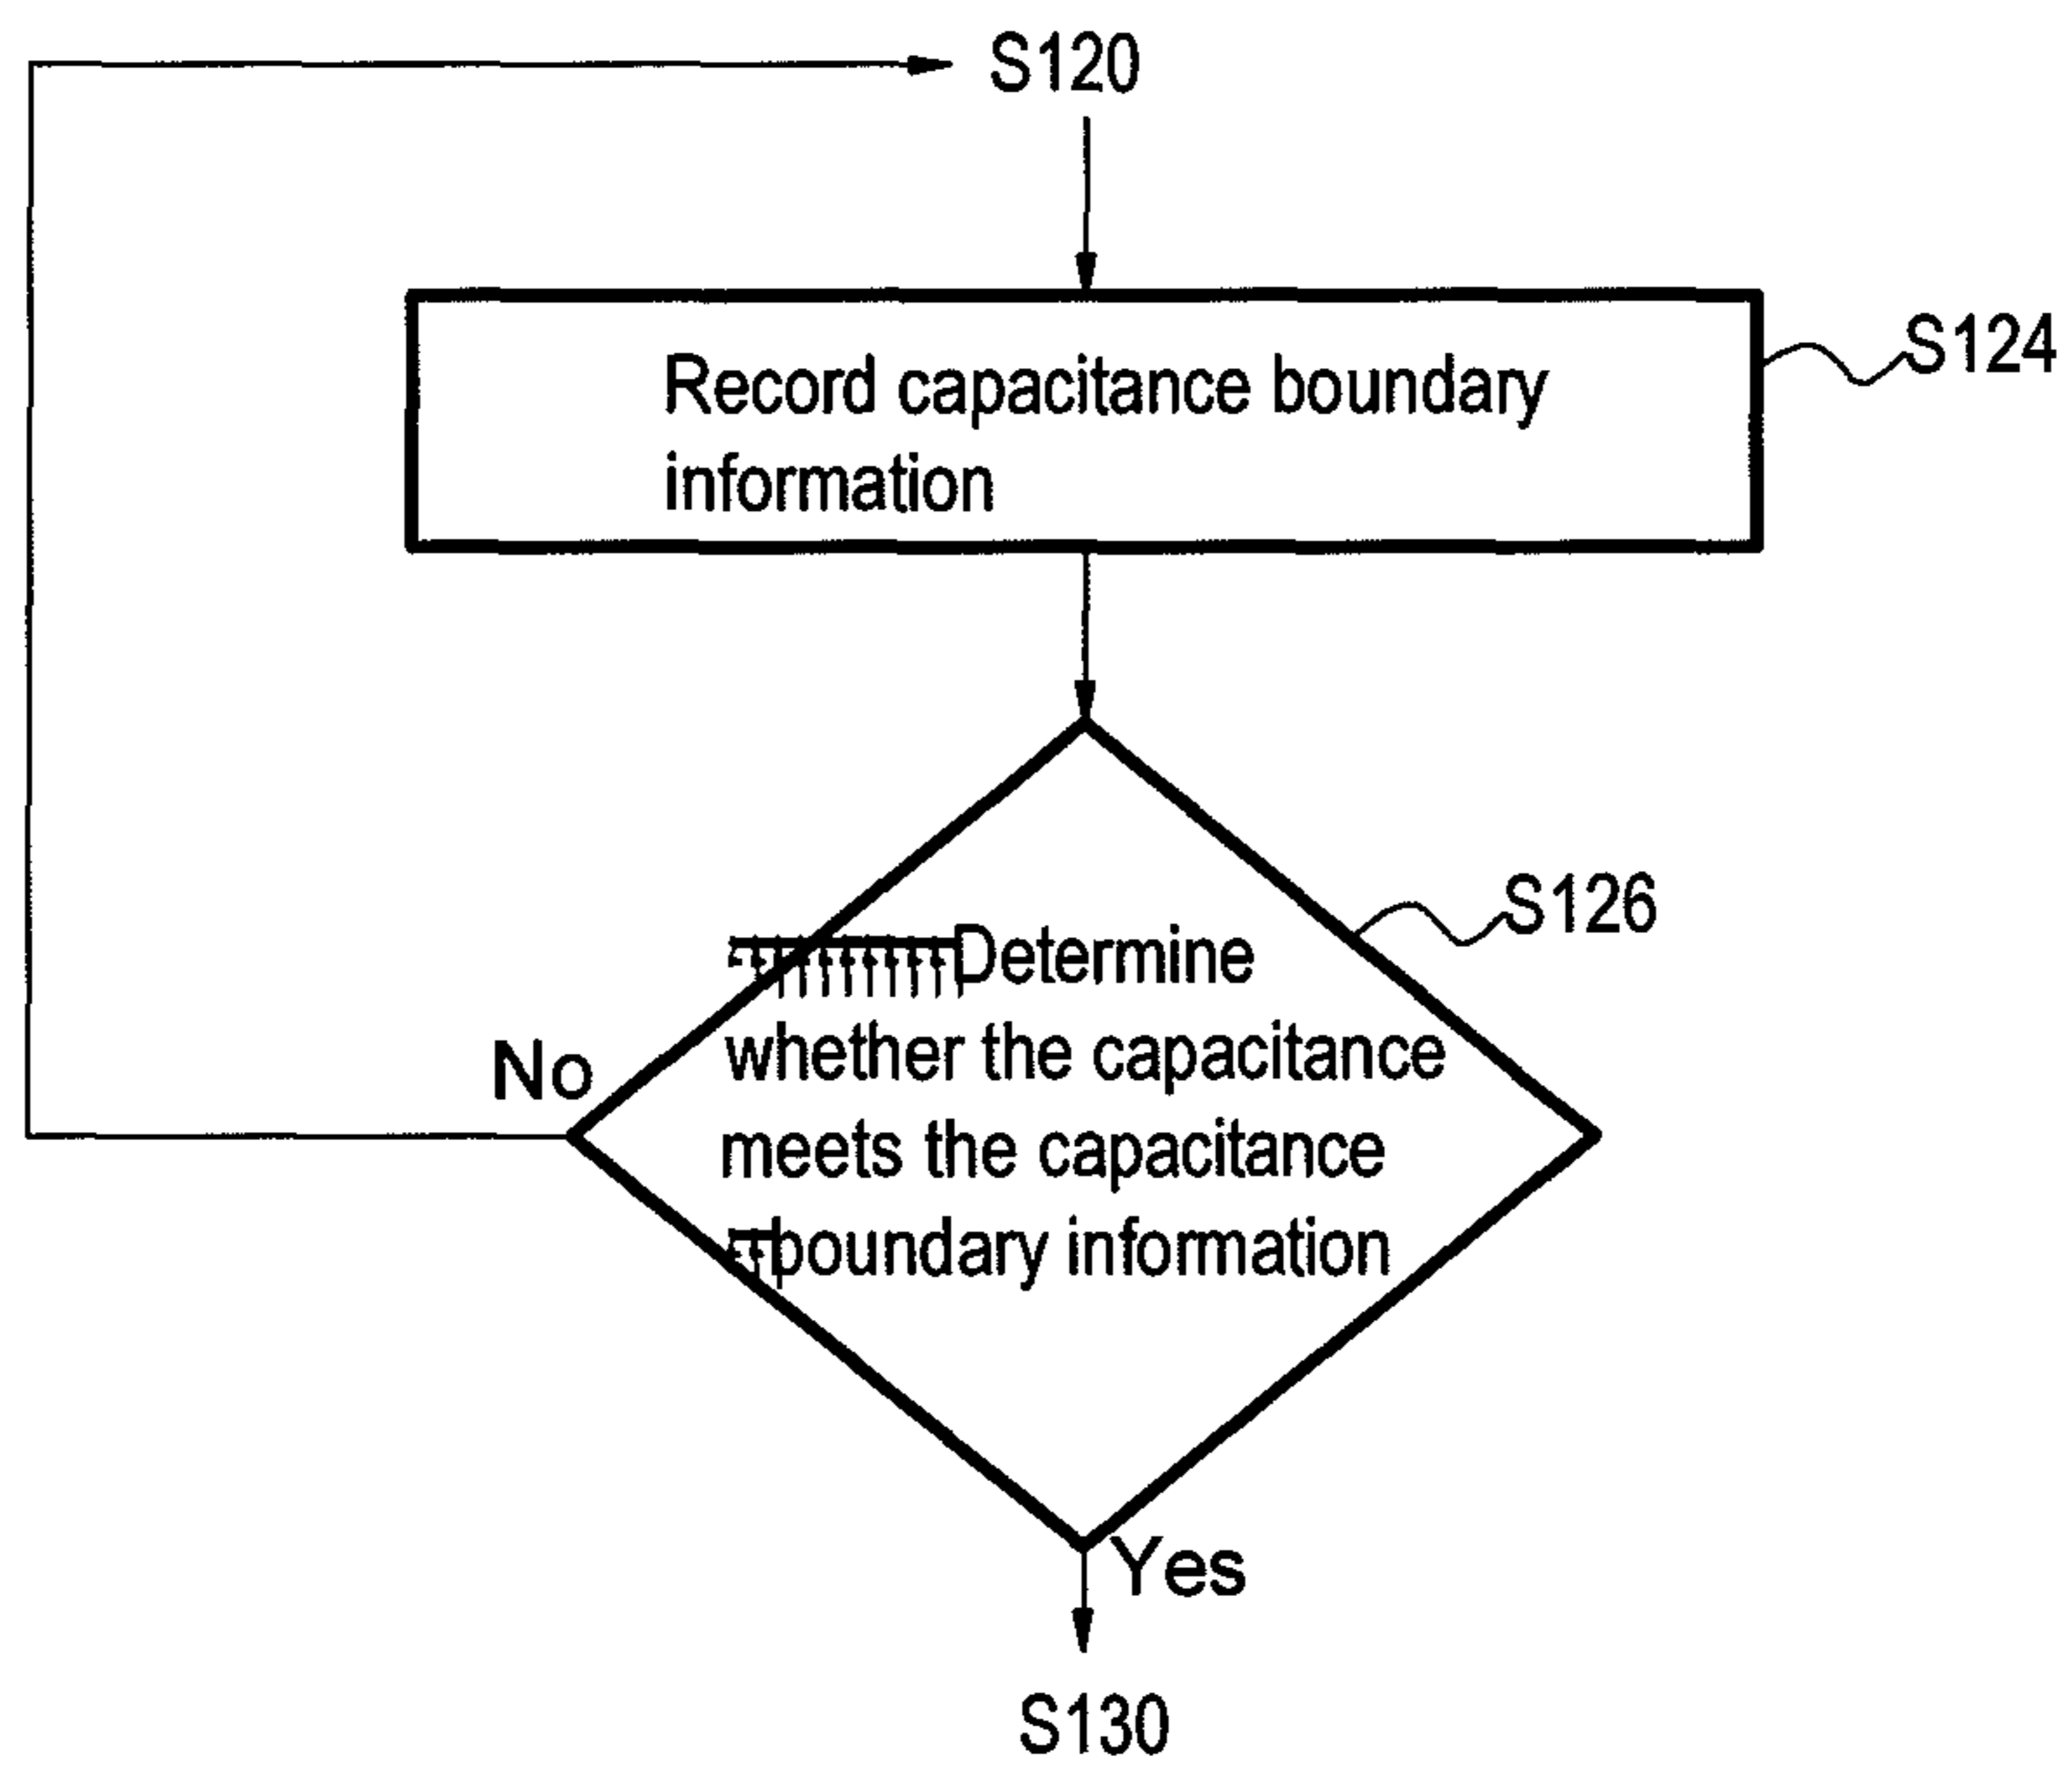 S120
Record capacitance boundary
information
S124
Determine
whether the capacitance
meets the capacitance
boundary information
S126
No
Yes
S130